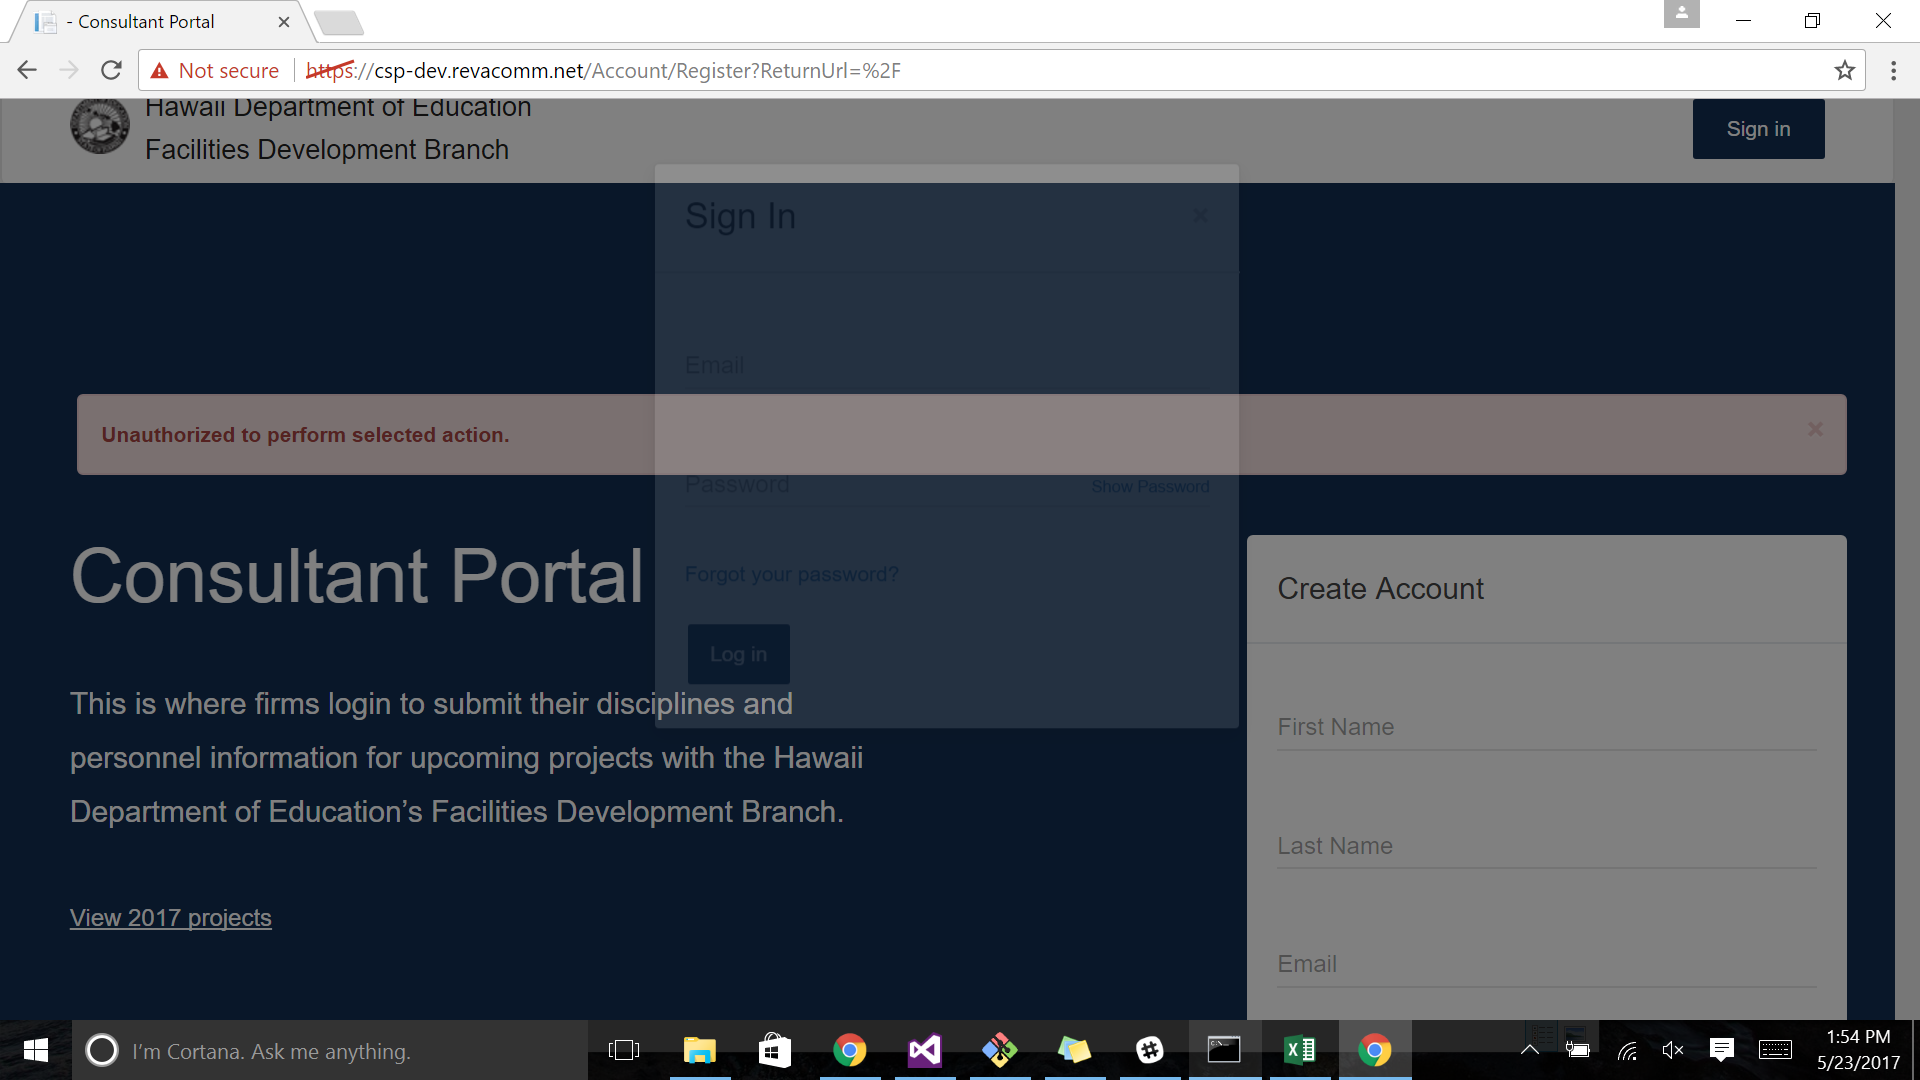 - Consultant Portal
Not secure https://csp-dev.revacomm.net/Account/Register?ReturnUrl=%2F
Hawaii Department of Education
Facilities Development Branch
Sign in
Sign In
Email
Unauthorized to perform selected action.
Password
Show Password
Forgot your password?
Log in
Consultant Portal
This is where firms login to submit their disciplines and
personnel information for upcoming projects with the Hawaii
Department of Education’s Facilities Development Branch.
View 2017 projects
Create Account
First Name
Last Name
Email
I'm Cortana. Ask me anything.
1:54 PM
5/23/2017